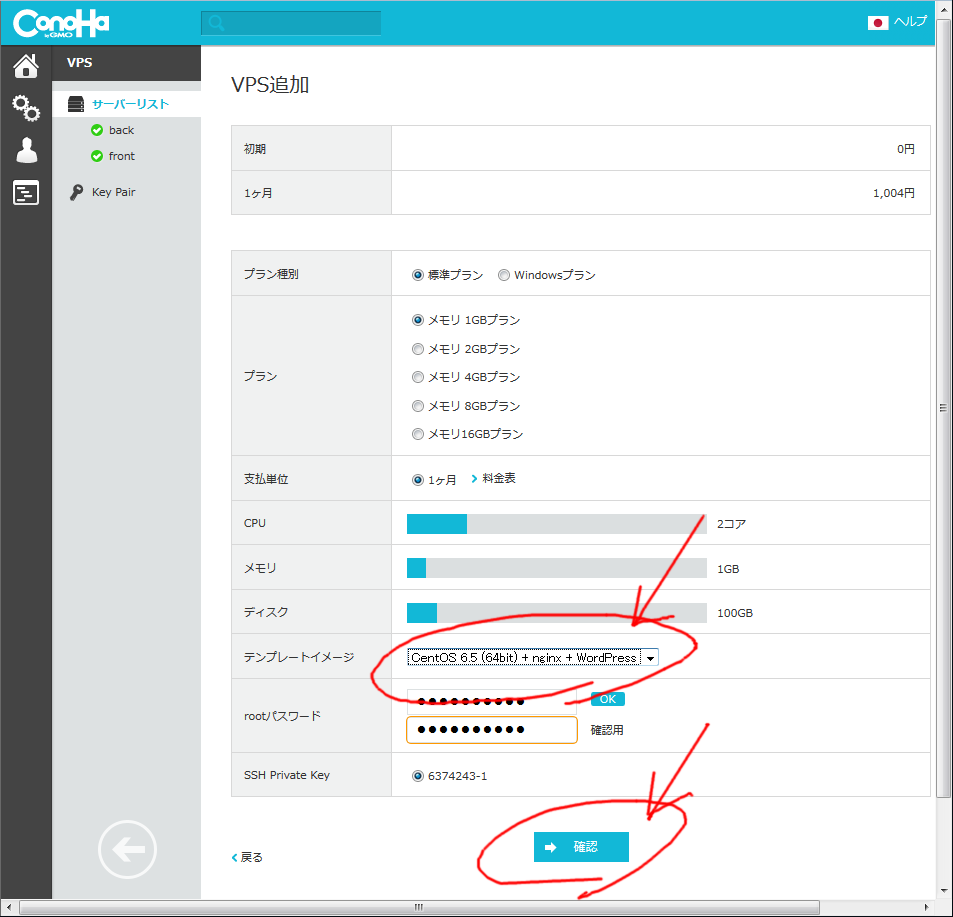 ConoHa
by GMO
ヘルプ
VPS
サーバーリスト
back
front
Key Pair
VPS追加
初期 0円
1ヶ月 1,004円
プラン種別 標準プラン Windowsプラン
プラン
メモリ 1GBプラン
メモリ 2GBプラン
メモリ 4GBプラン
メモリ 8GBプラン
メモリ16GBプラン
支払単位 1ヶ月 料金表
CPU 2コア
メモリ 1GB
ディスク 100GB
テンプレートイメージ CentOS 6.5 (64bit) + nginx + WordPress
rootパスワード ●●●●●●●●●● OK
●●●●●●●●●● 確認用
SSH Private Key 6374243-1
確認
戻る